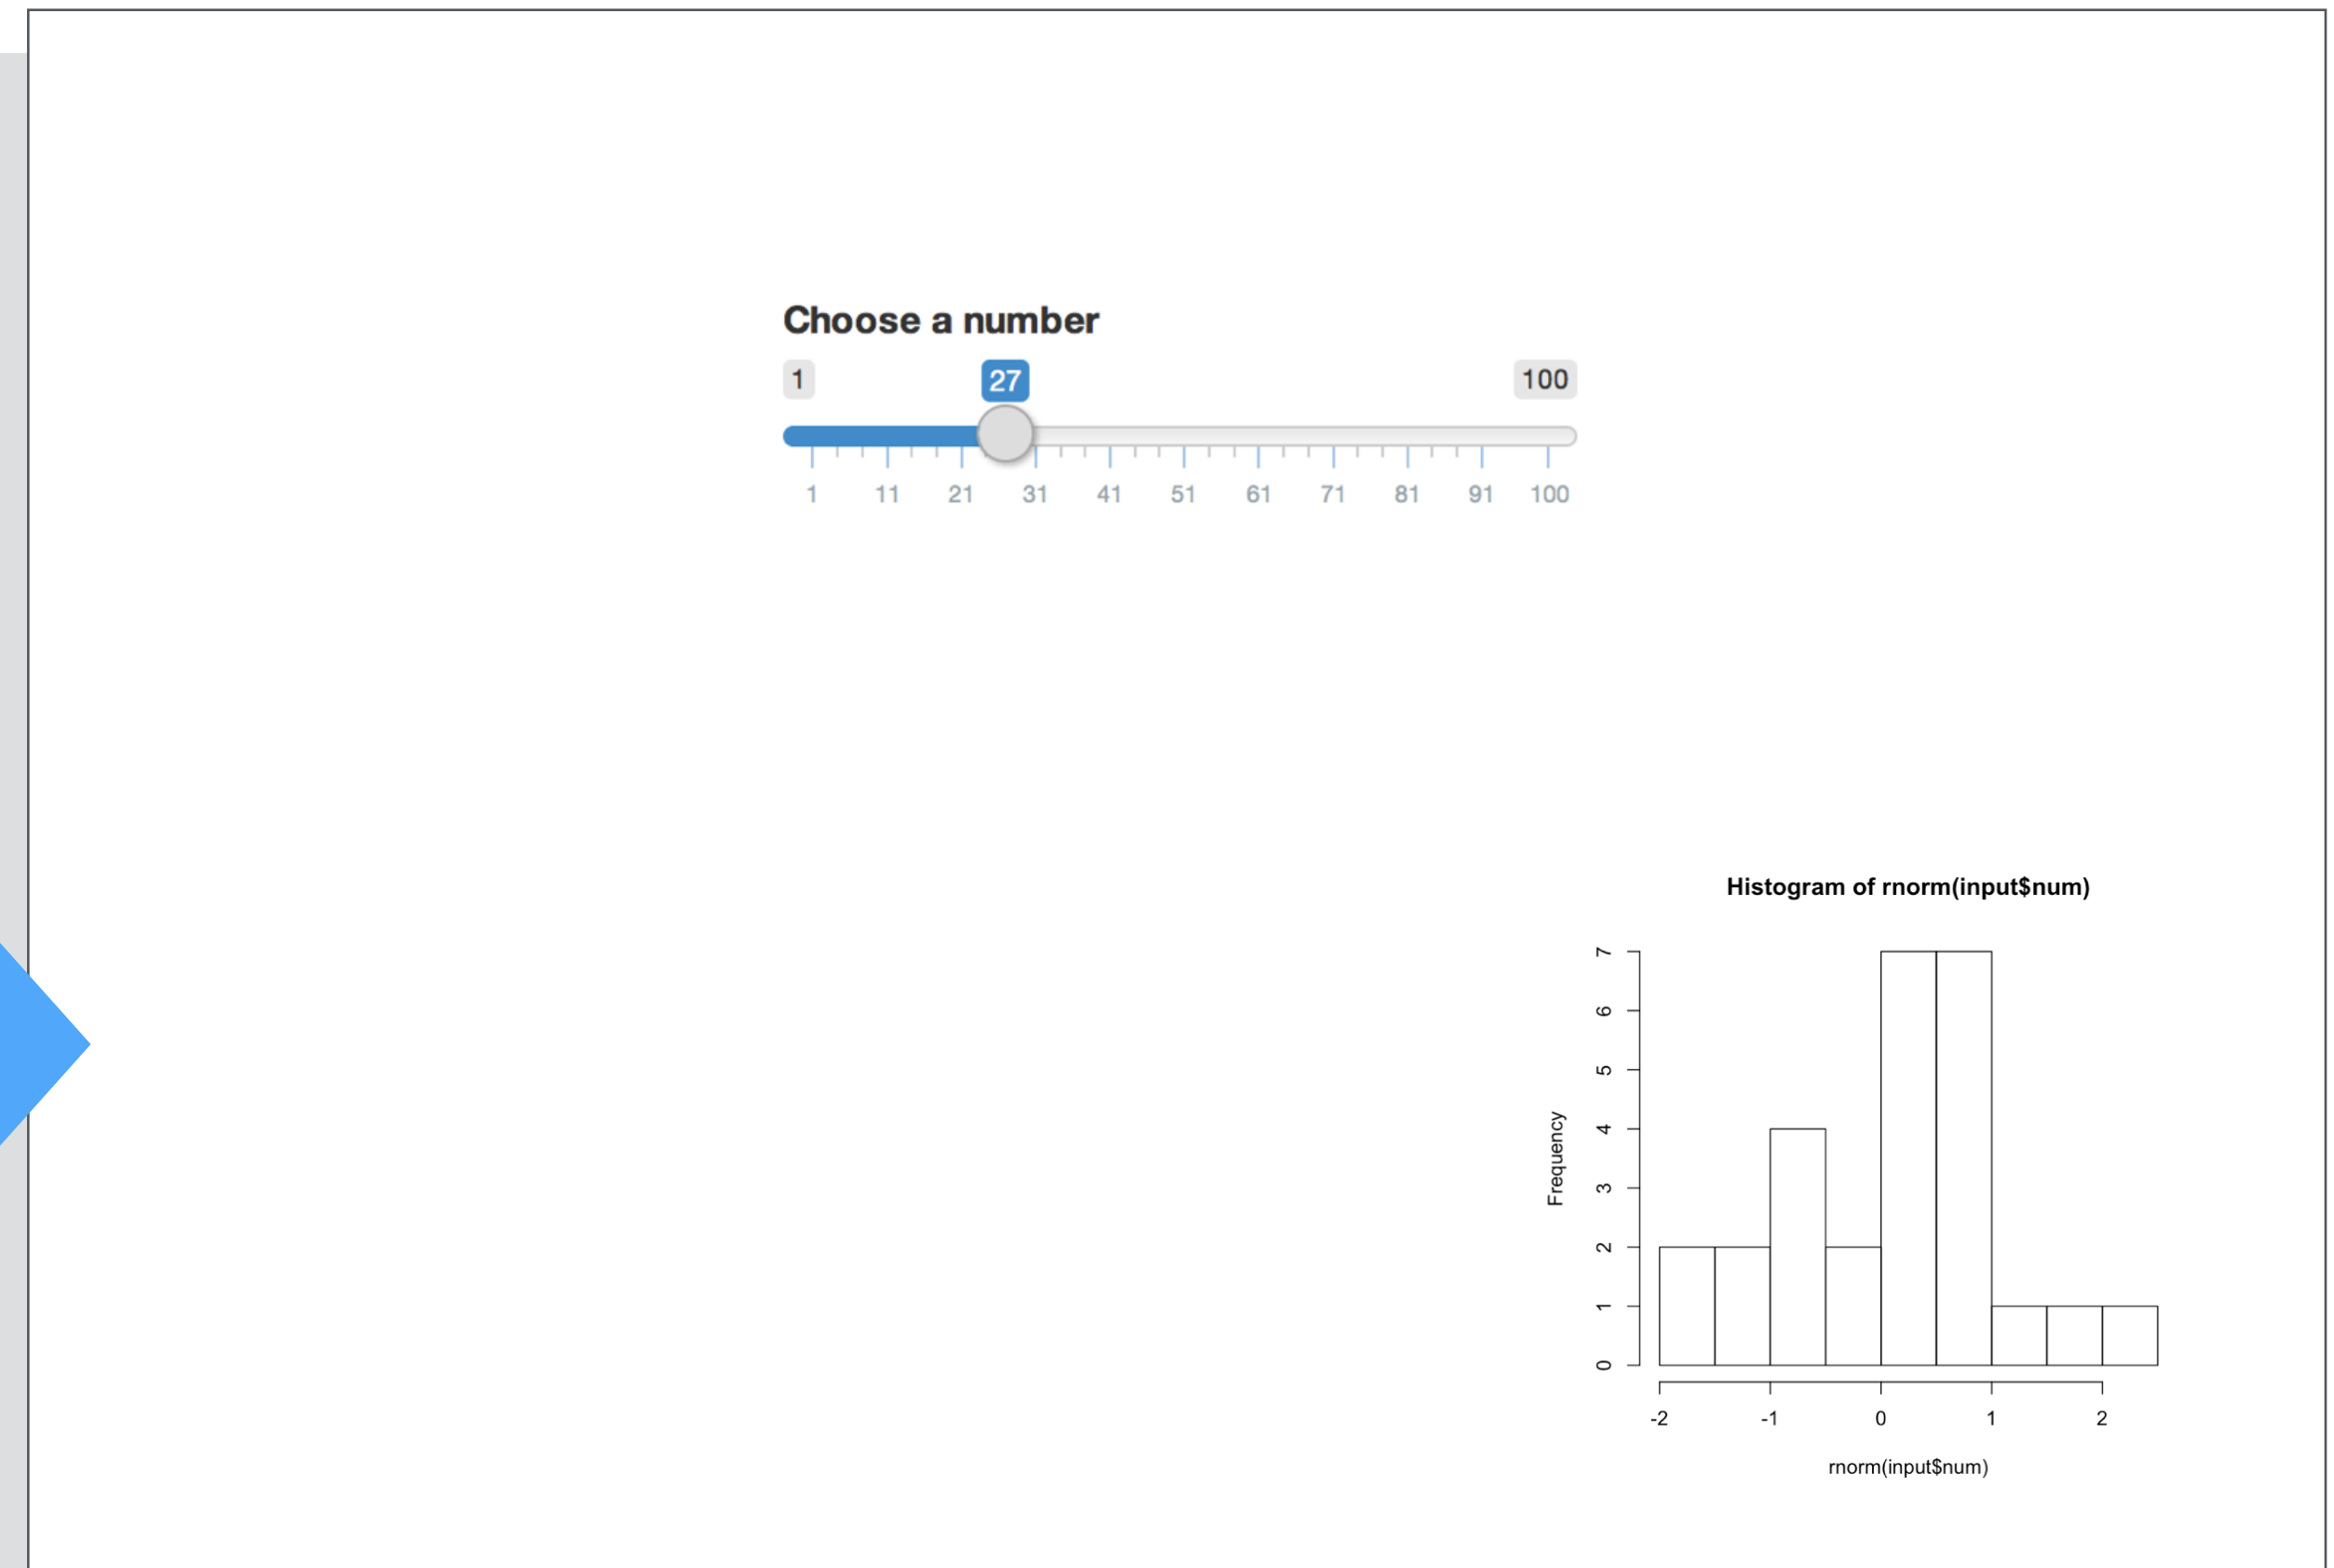 Choose a number
1 27 100
1 11 21 31 41 51 61 71 81 91 100
Histogram of rnorm(input$num)
7
6
5
4
3
2
1
0
Frequency
-2 -1 0 1 2
rnorm(input$num)